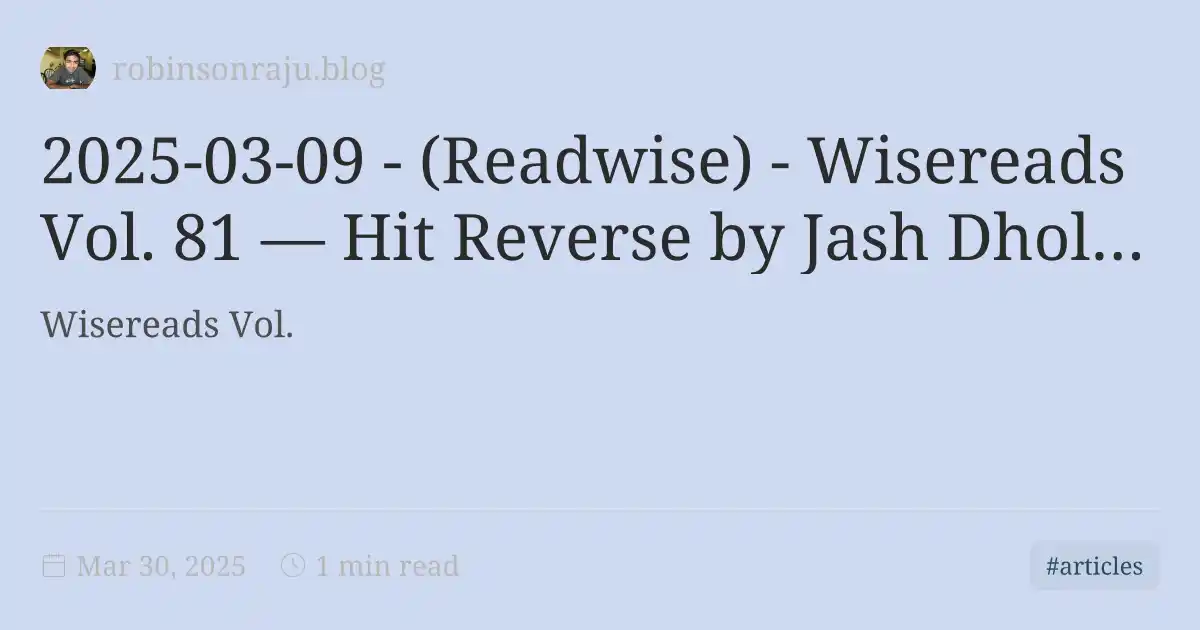 robinsonraju.blog
2025-03-09 - (Readwise) - Wisereads
Vol. 81 — Hit Reverse by Jash Dhol...
Wisereads Vol.
Mar 30, 2025
1 min read
#articles